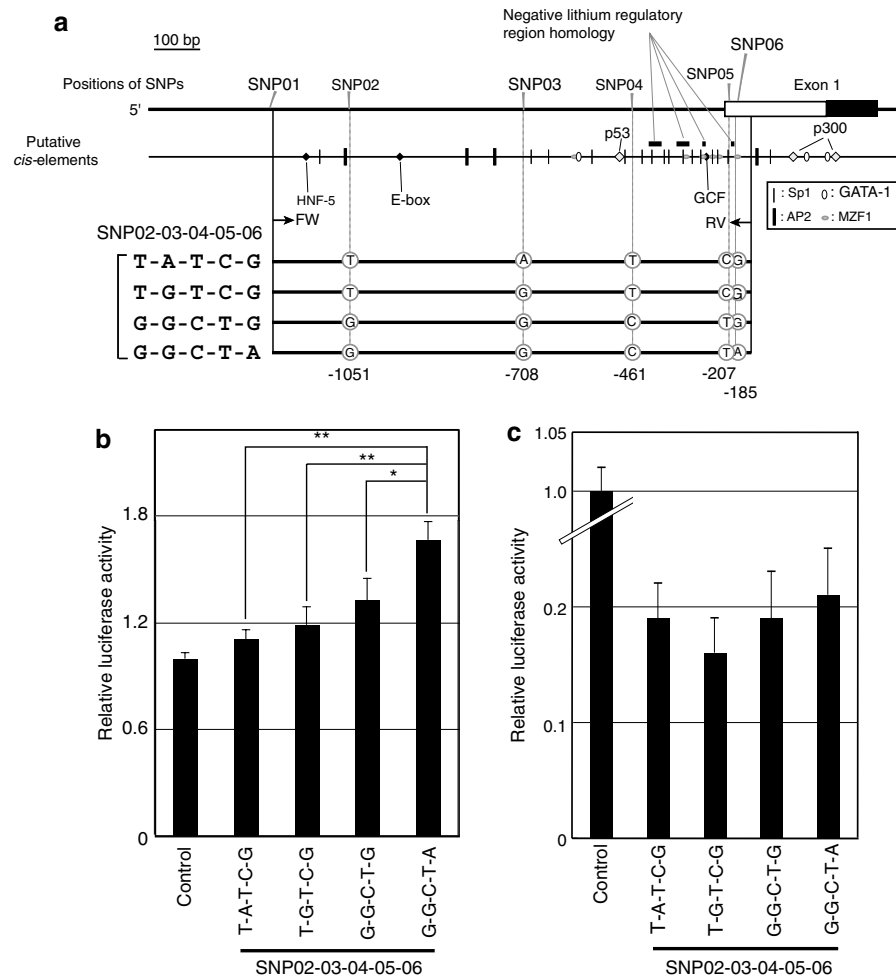 a
100 bp
Negative lithium regulatory
region homology
Positions of SNPs
SNP01
SNP02
SNP03
SNP04
SNP05
SNP06
Exon 1
5'
Putative
cis-elements
p53
p300
HNF-5
E-box
GCF
FW
RV
| : Sp1
: GATA-1
: AP2
: MZF1
SNP02-03-04-05-06
T-A-T-C-G
T A T C G
T-G-T-C-G
T G T C G
G-G-C-T-G
G G C T G
G-G-C-T-A
G G C T A
-1051
-708
-461
-207
-185
b
**
**
*
Relative luciferase activity
1.8
1.2
0.6
0
Control
T-A-T-C-G
T-G-T-C-G
G-G-C-T-G
G-G-C-T-A
SNP02-03-04-05-06
c
Relative luciferase activity
1.05
1.0
0.2
0.1
0
Control
T-A-T-C-G
T-G-T-C-G
G-G-C-T-G
G-G-C-T-A
SNP02-03-04-05-06